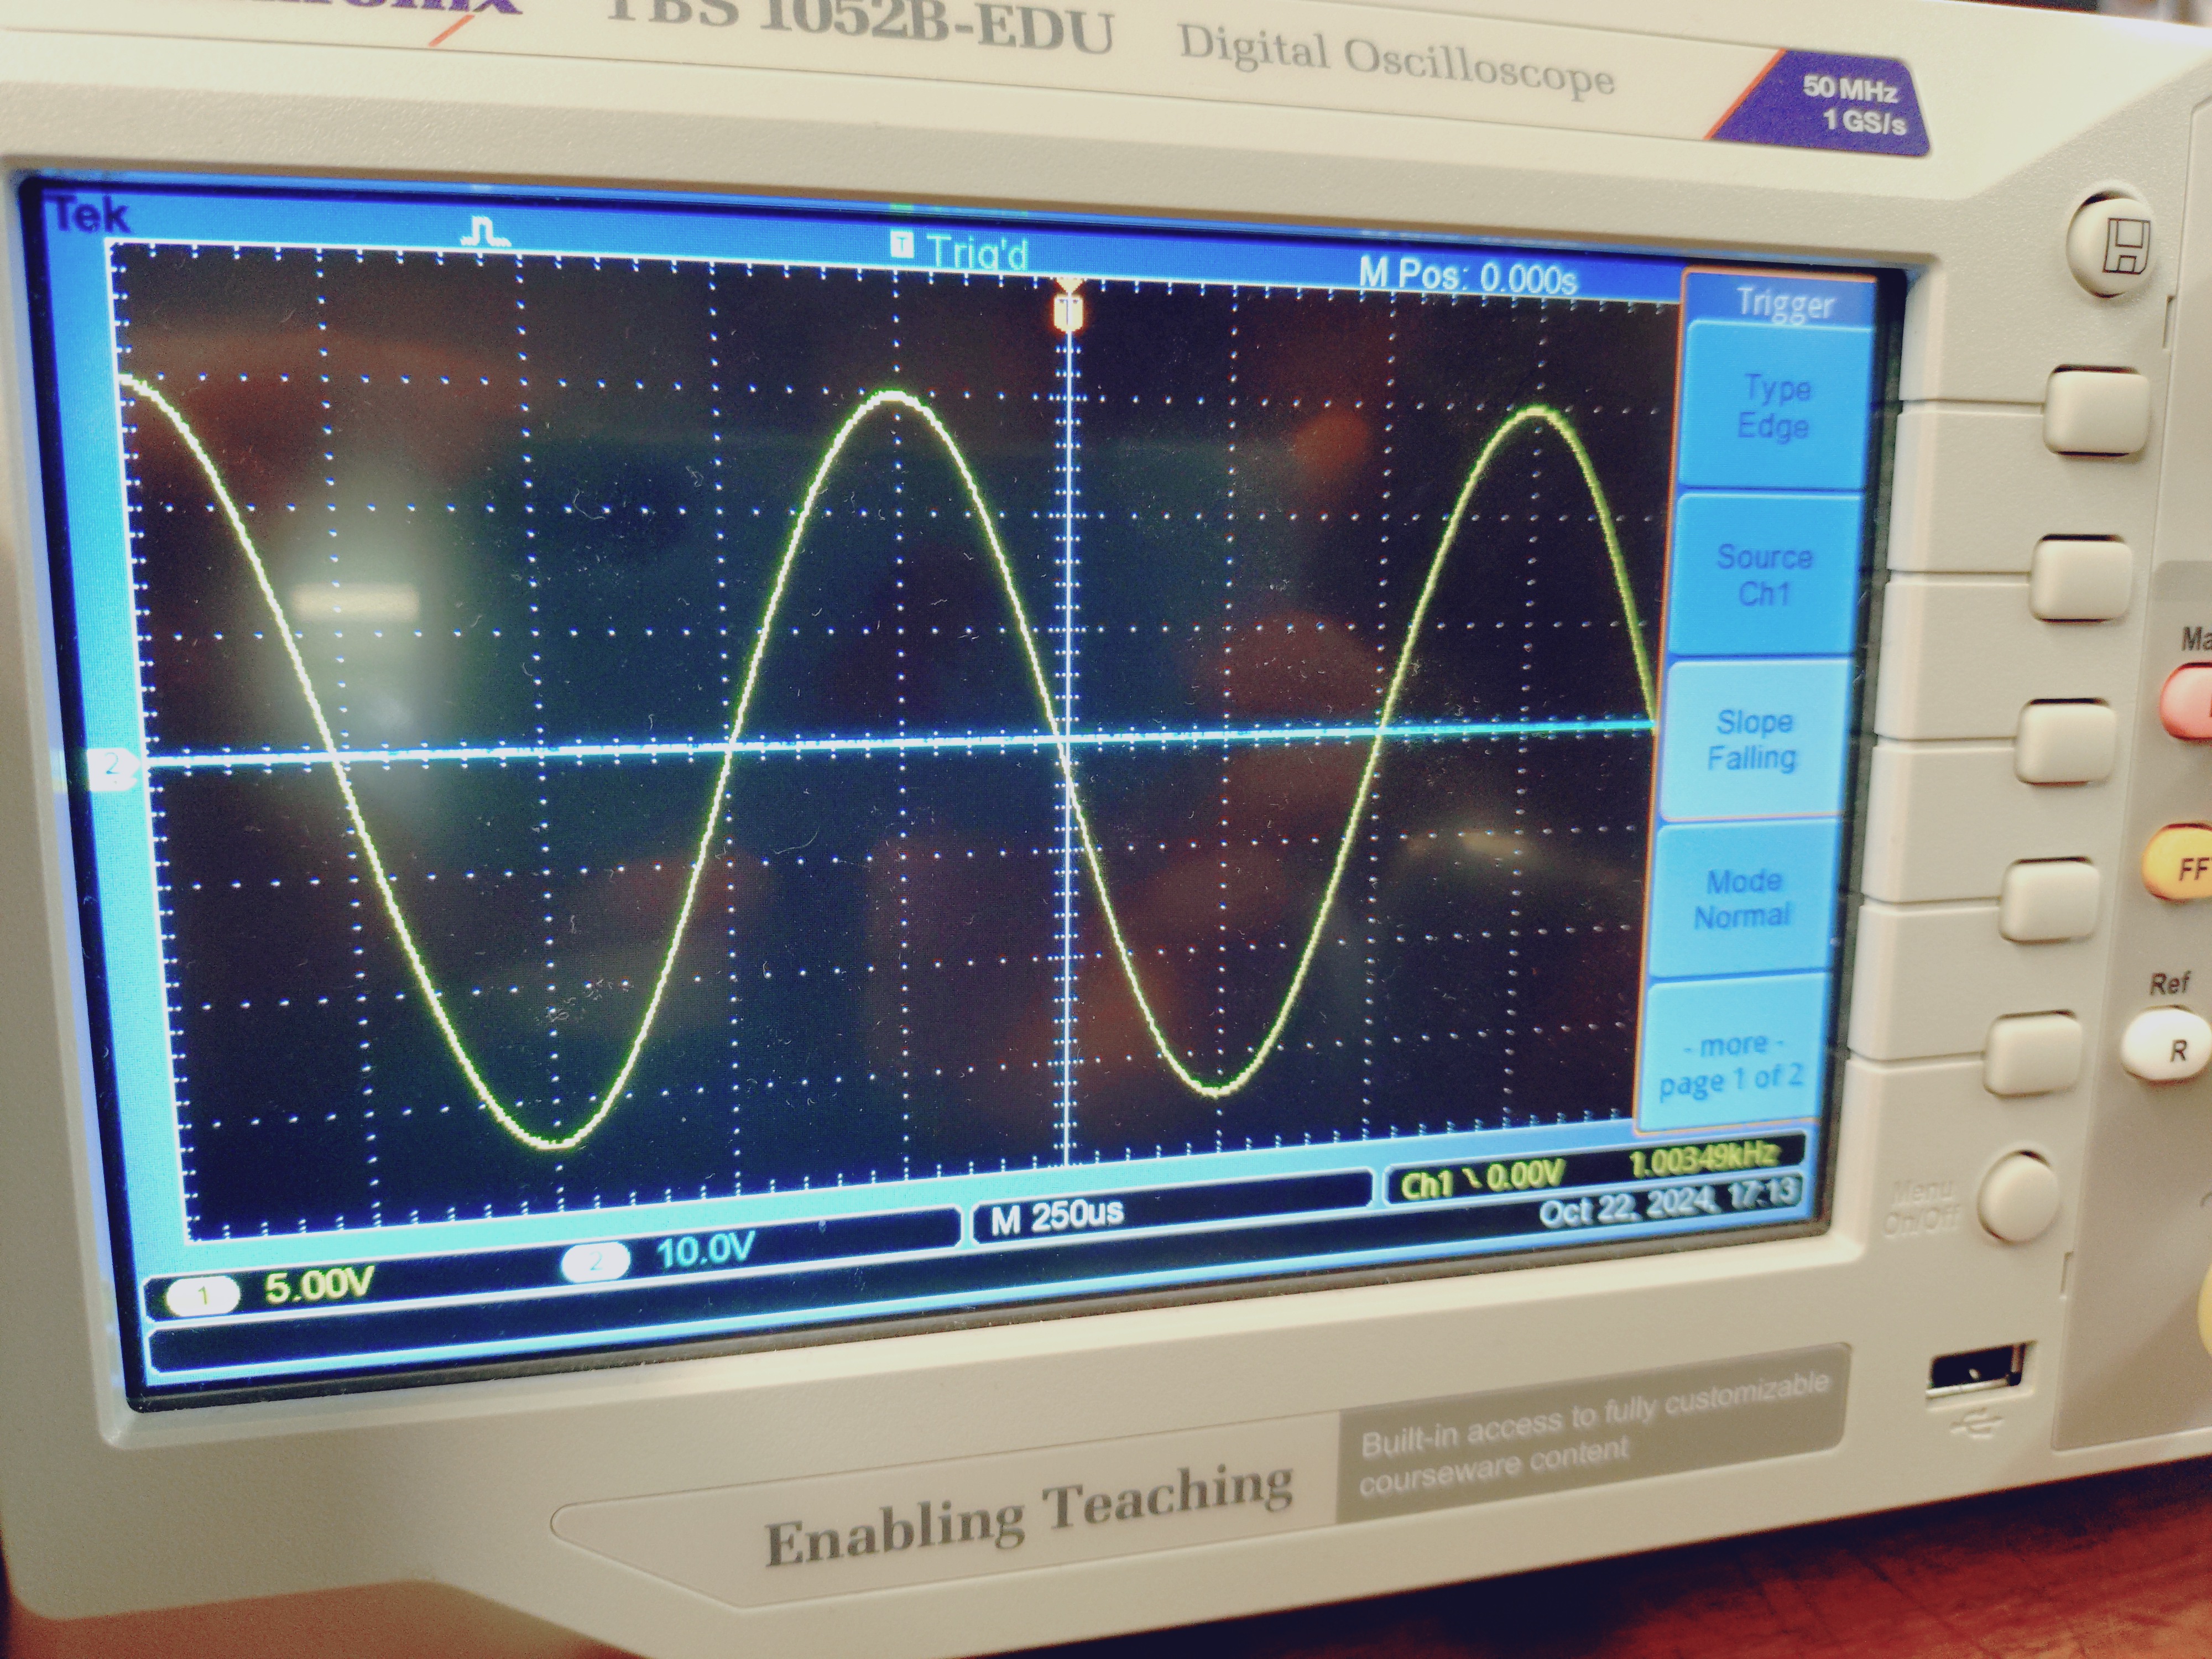 TBS 1052B-EDU Digital Oscilloscope
50 MHz
1 GS/s
Tek
T Trig'd
M Pos: 0.000s
T
Trigger
Type
Edge
Source
Ch1
Slope
Falling
Mode
Normal
- more -
page 1 of 2
2
Ch1 0.00V 1.00349kHz
M 250us
Oct 22, 2024, 17:13
1 5.00V 2 10.0V
Menu
On/Off
FF
Ref
R
Built-in access to fully customizable
courseware content
Enabling Teaching